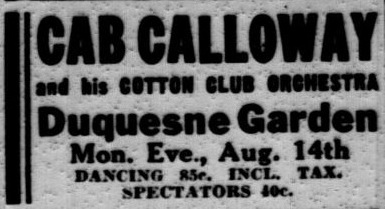 CAB CALLOWAY
and his COTTON CLUB ORCHESTRA
Duquesne Garden
Mon. Eve., Aug. 14th
DANCING 85c. INCL. TAX.
SPECTATORS 40c.